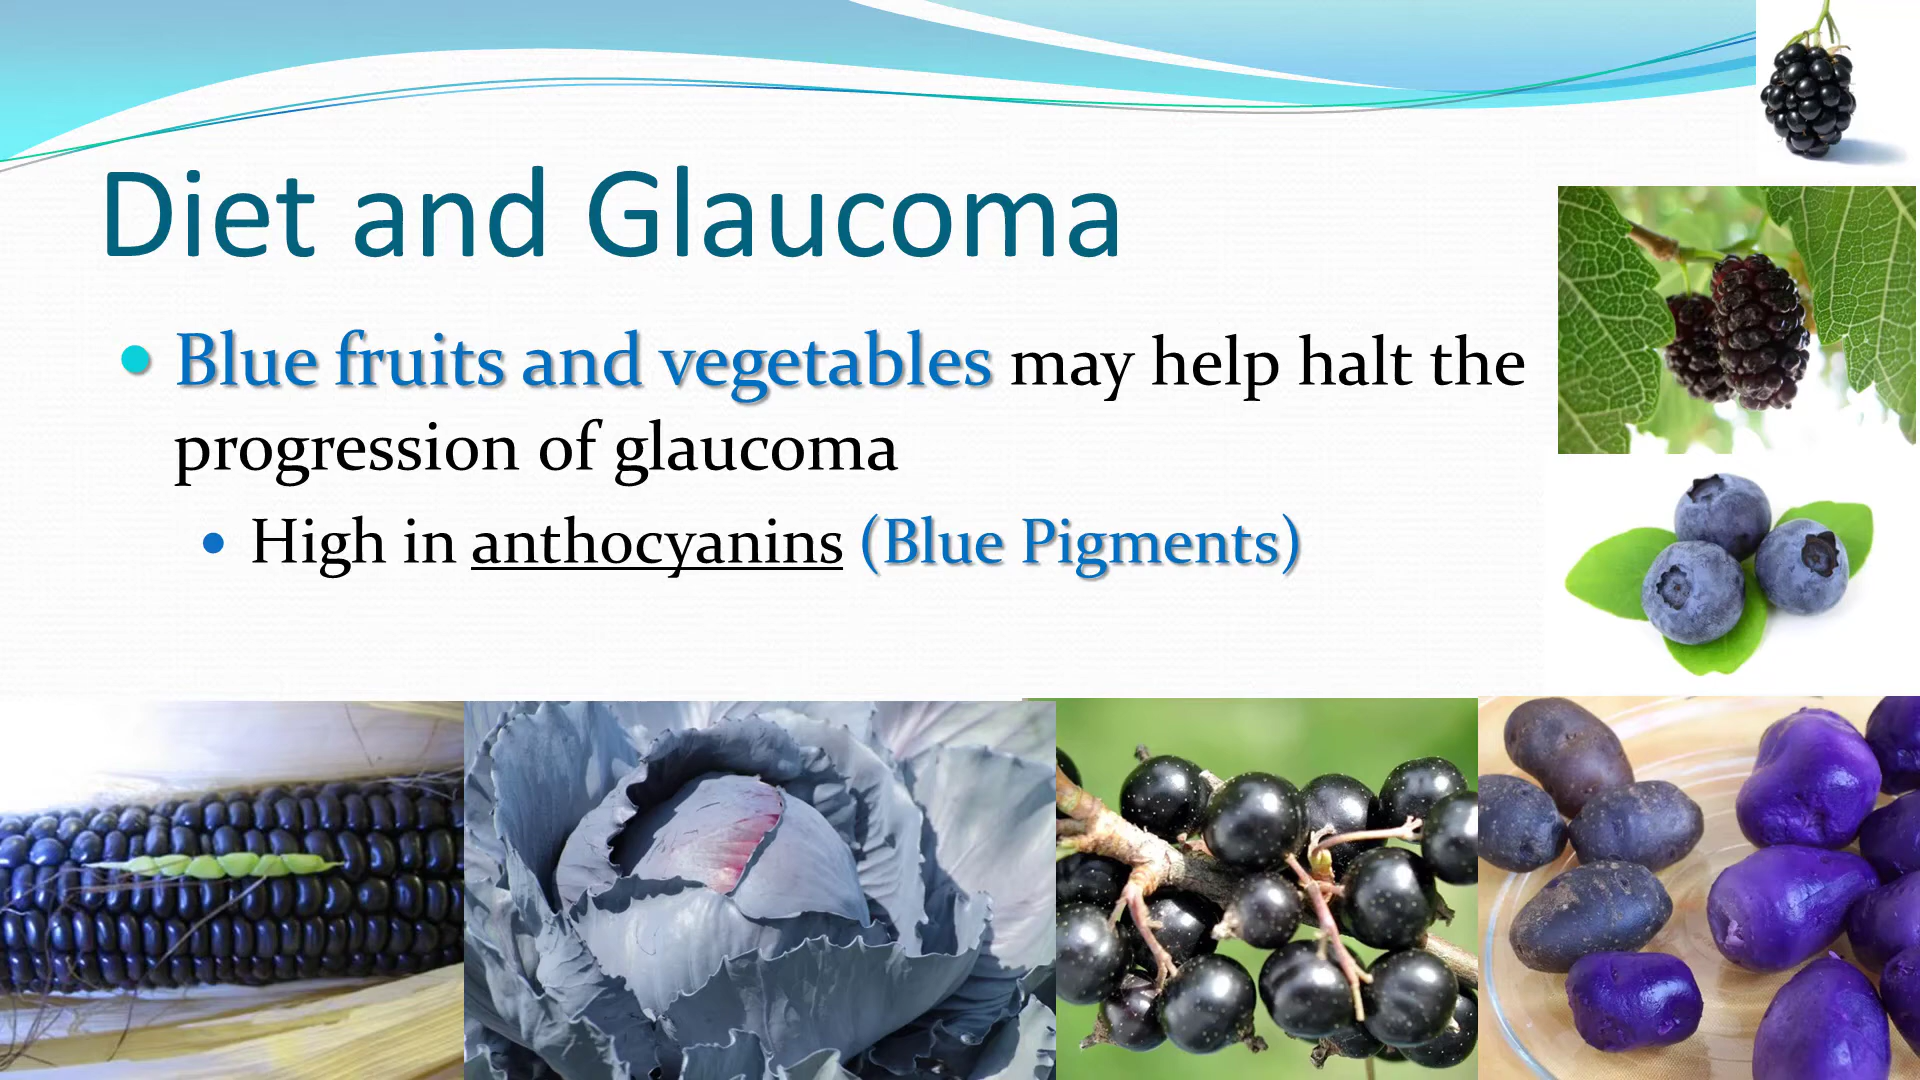 Diet and Glaucoma
Blue fruits and vegetables may help halt the
progression of glaucoma
High in anthocyanins (Blue Pigments)